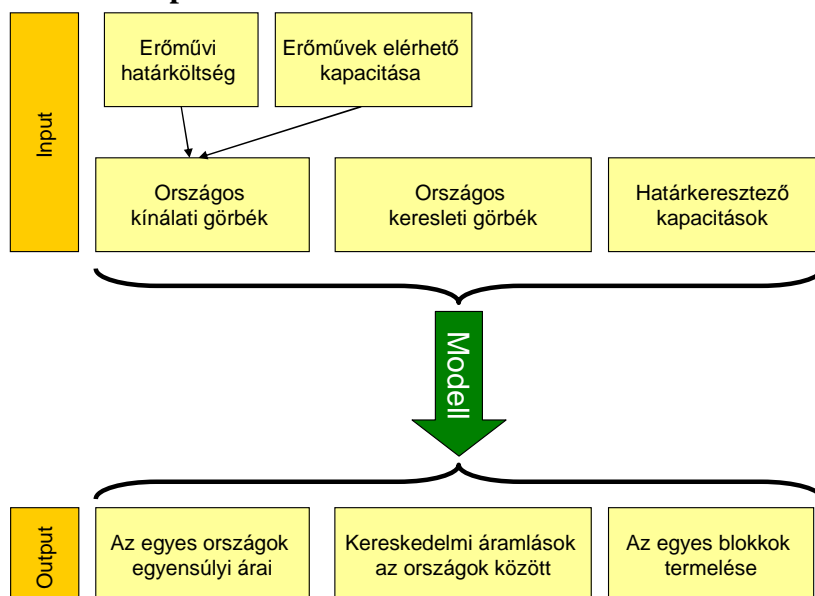 Erőművi
határköltség
Erőművek elérhető
kapacitása
Input
Országos
kínálati görbék
Országos
keresleti görbék
Határkeresztező
kapacitások
Modell
Output
Az egyes országok
egyensúlyi árai
Kereskedelmi áramlások
az országok között
Az egyes blokkok
termelése